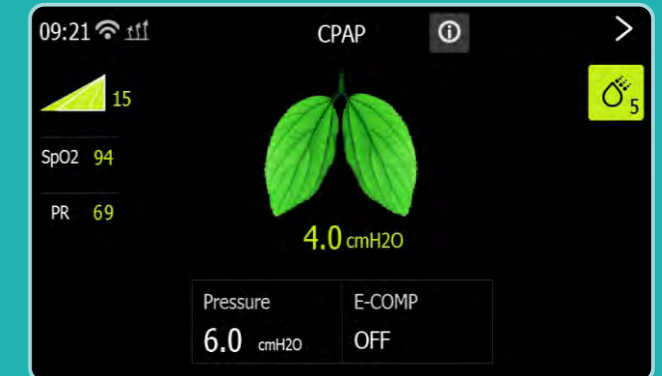 09:21 CPAP
15
5
SpO2 94
PR 69
4.0 cmH2O
Pressure E-COMP
6.0 cmH2O OFF